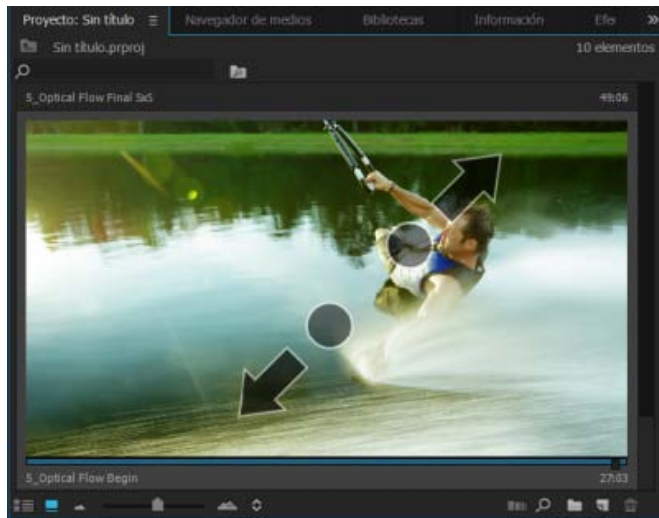 Proyecto: Sin título Navegador de medios Bibliotecas Información Efe
Sin título.prproj 10 elementos
5_Optical Flow Final SxS 49:06
5_Optical Flow Begin 27:03